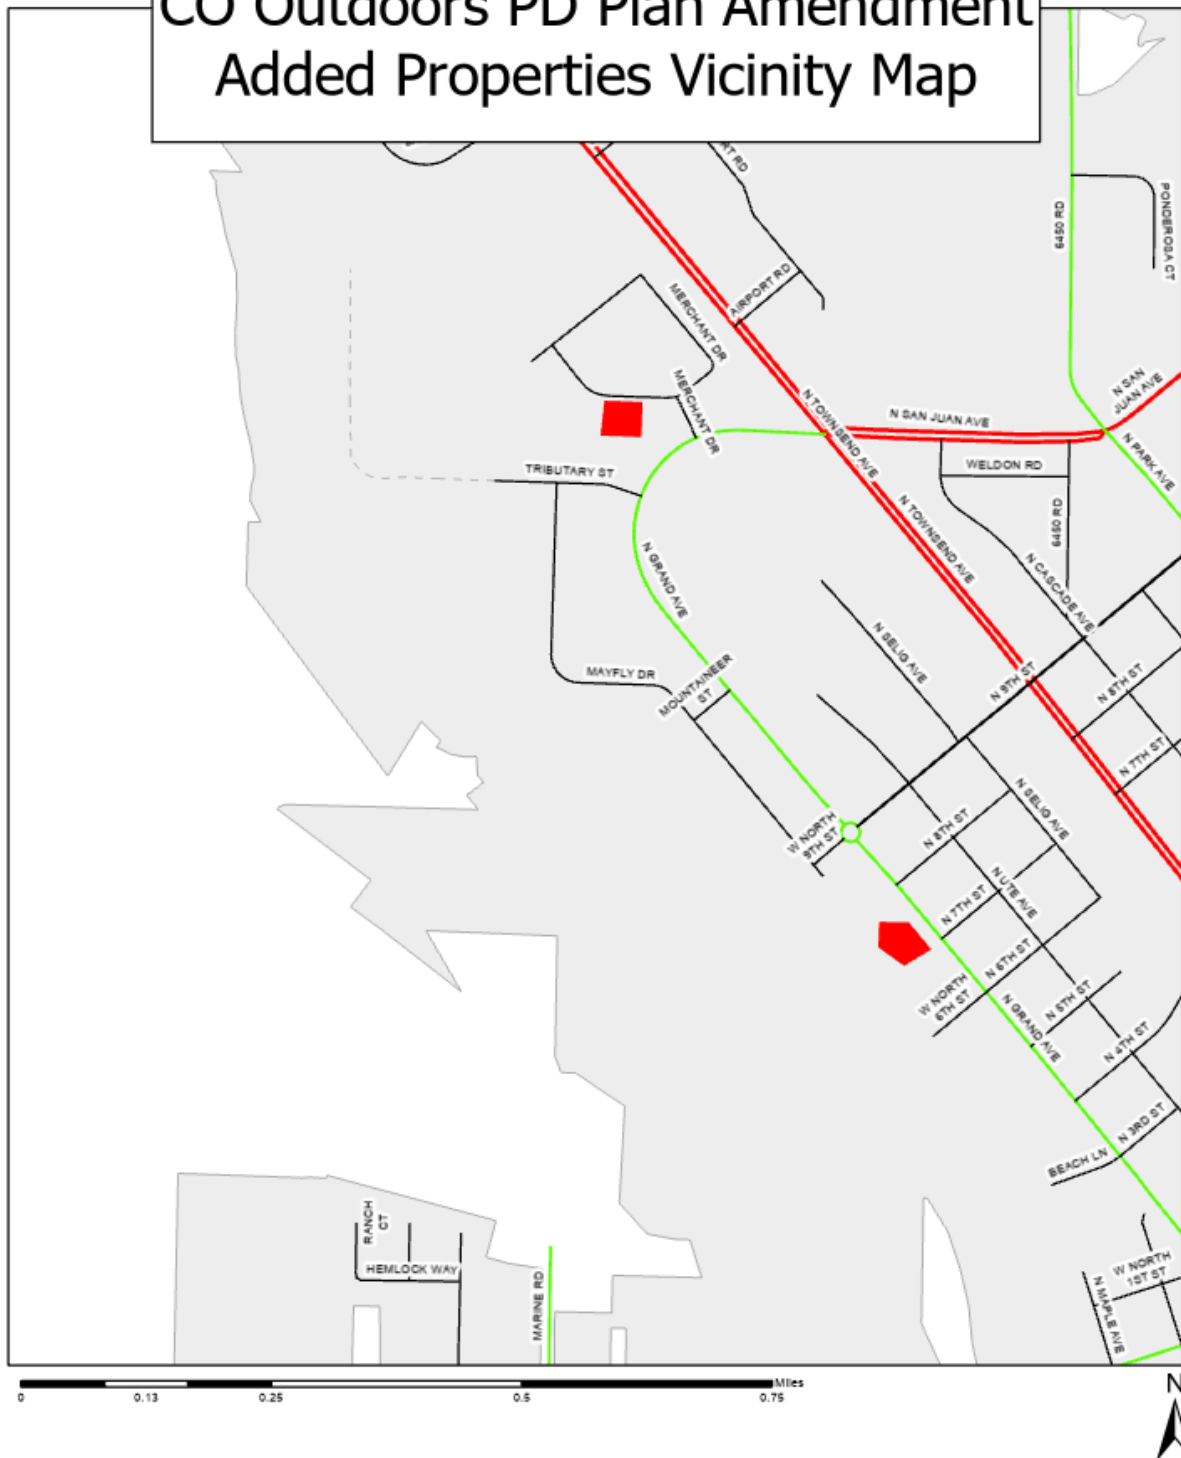 CO Outdoors PD Plan Amendment
Added Properties Vicinity Map
RT RD
6450 RD
PONDEROSA CT
AIRPORT RD
MERCHANT DR
MERCHANT DR
N TOWNSEND AVE
N SAN JUAN AVE
N SAN
JUAN AVE
N PARK AVE
WELDON RD
TRIBUTARY ST
N TOWNSEND AVE
6450 RD
N GRAND AVE
N CASCADE AVE
N SELIG AVE
MAYFLY DR
MOUNTAINEER
ST
N 9TH ST
N 8TH ST
N 7TH ST
N SELIG AVE
W NORTH
9TH ST
N 8TH ST
N UTE AVE
N 7TH ST
N 6TH ST
W NORTH
6TH ST
N GRAND AVE
N 5TH ST
N 4TH ST
N 3RD ST
BEACH LN
RANCH
CT
HEMLOCK WAY
MARINE RD
W NORTH
1ST ST
N MAPLE AVE
Miles
0 0.13 0.25 0.5 0.75
N